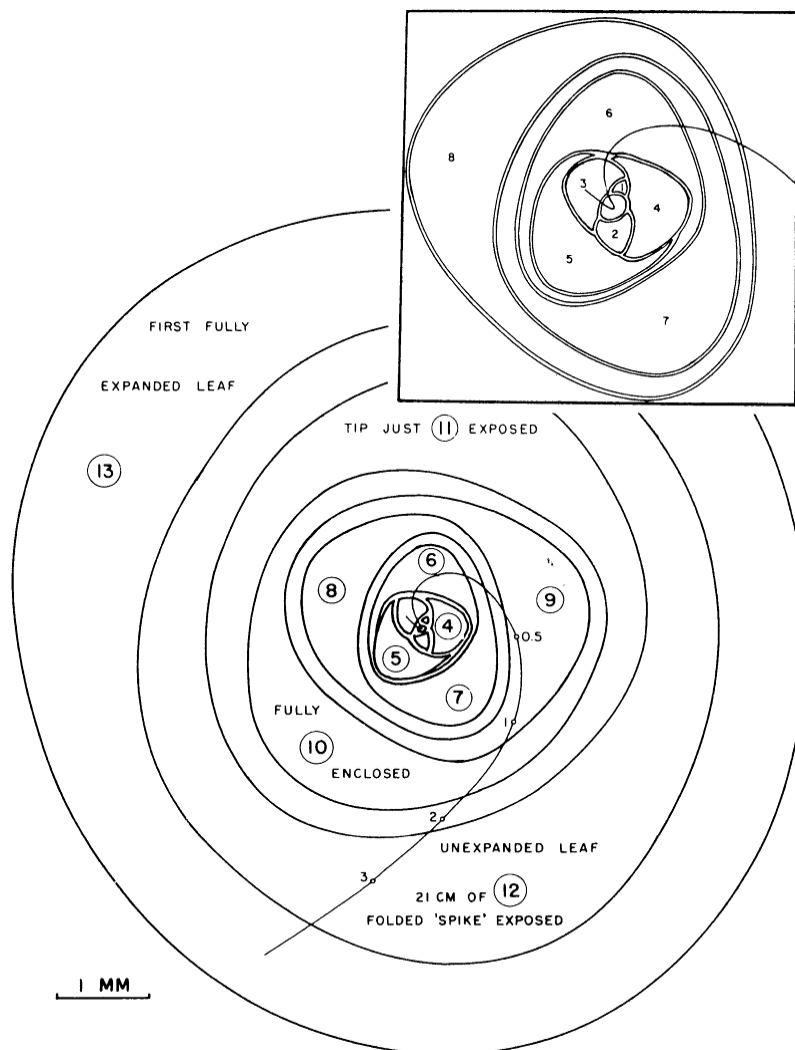 6
8
3
1
4
2
5
7
FIRST FULLY
EXPANDED LEAF
13
TIP JUST 11 EXPOSED
6
8
9
4
0.5
5
7
1
FULLY
10
ENCLOSED
2
UNEXPANDED LEAF
3
21 CM OF 12
FOLDED 'SPIKE' EXPOSED
1 MM